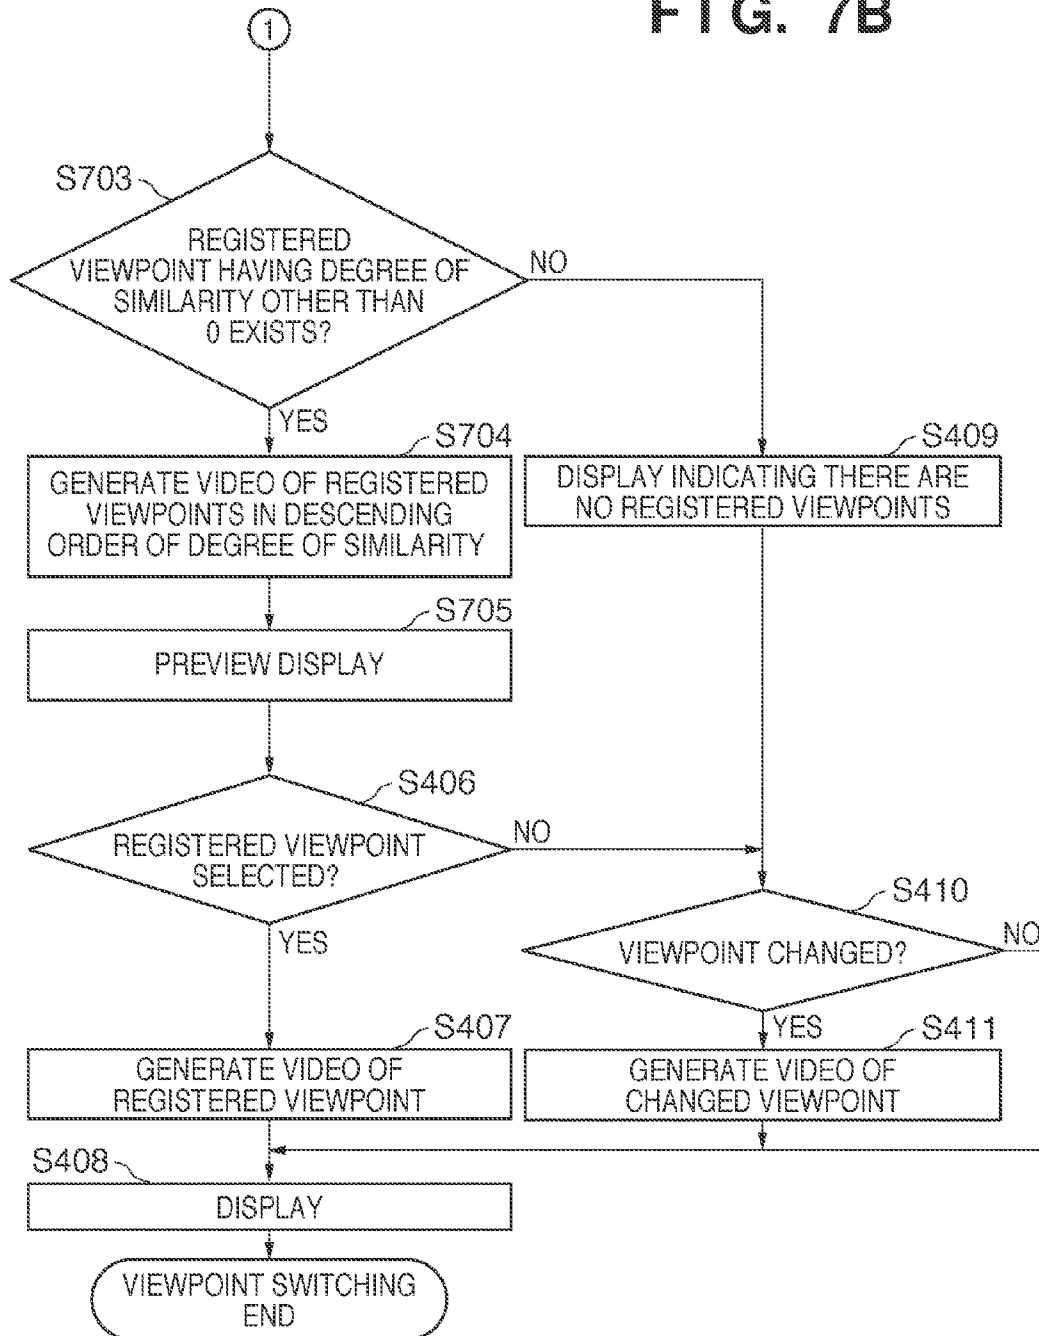 FIG. 7B
1
S703
REGISTERED
VIEWPOINT HAVING DEGREE OF
SIMILARITY OTHER THAN
0 EXISTS?
NO
YES
S704
GENERATE VIDEO OF REGISTERED
VIEWPOINTS IN DESCENDING
ORDER OF DEGREE OF SIMILARITY
S409
DISPLAY INDICATING THERE ARE
NO REGISTERED VIEWPOINTS
S705
PREVIEW DISPLAY
S406
REGISTERED VIEWPOINT
SELECTED?
NO
YES
S410
VIEWPOINT CHANGED?
NO
YES
S407
GENERATE VIDEO OF
REGISTERED VIEWPOINT
S411
GENERATE VIDEO OF
CHANGED VIEWPOINT
S408
DISPLAY
VIEWPOINT SWITCHING
END